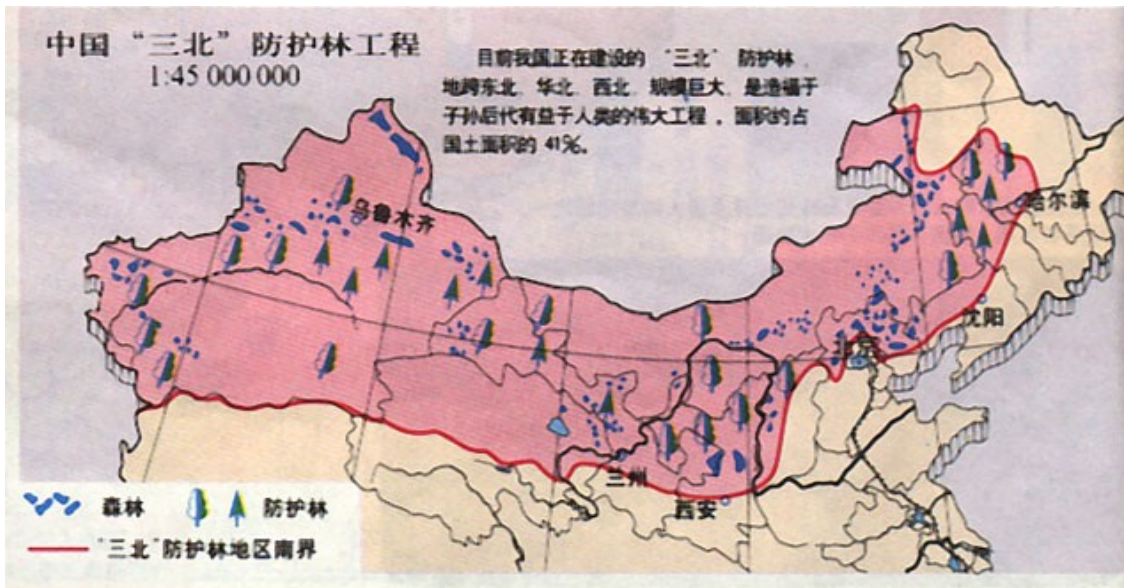 中国“三北”防护林工程
1:45 000 000
目前我国正在建设的“三北”防护林，
地跨东北、华北、西北，规模巨大，是造福于
子孙后代有益于人类的伟大工程，面积约占
国土面积的 41%。
乌鲁木齐
哈尔滨
沈阳
北京
兰州
西安
森林
防护林
“三北”防护林地区南界